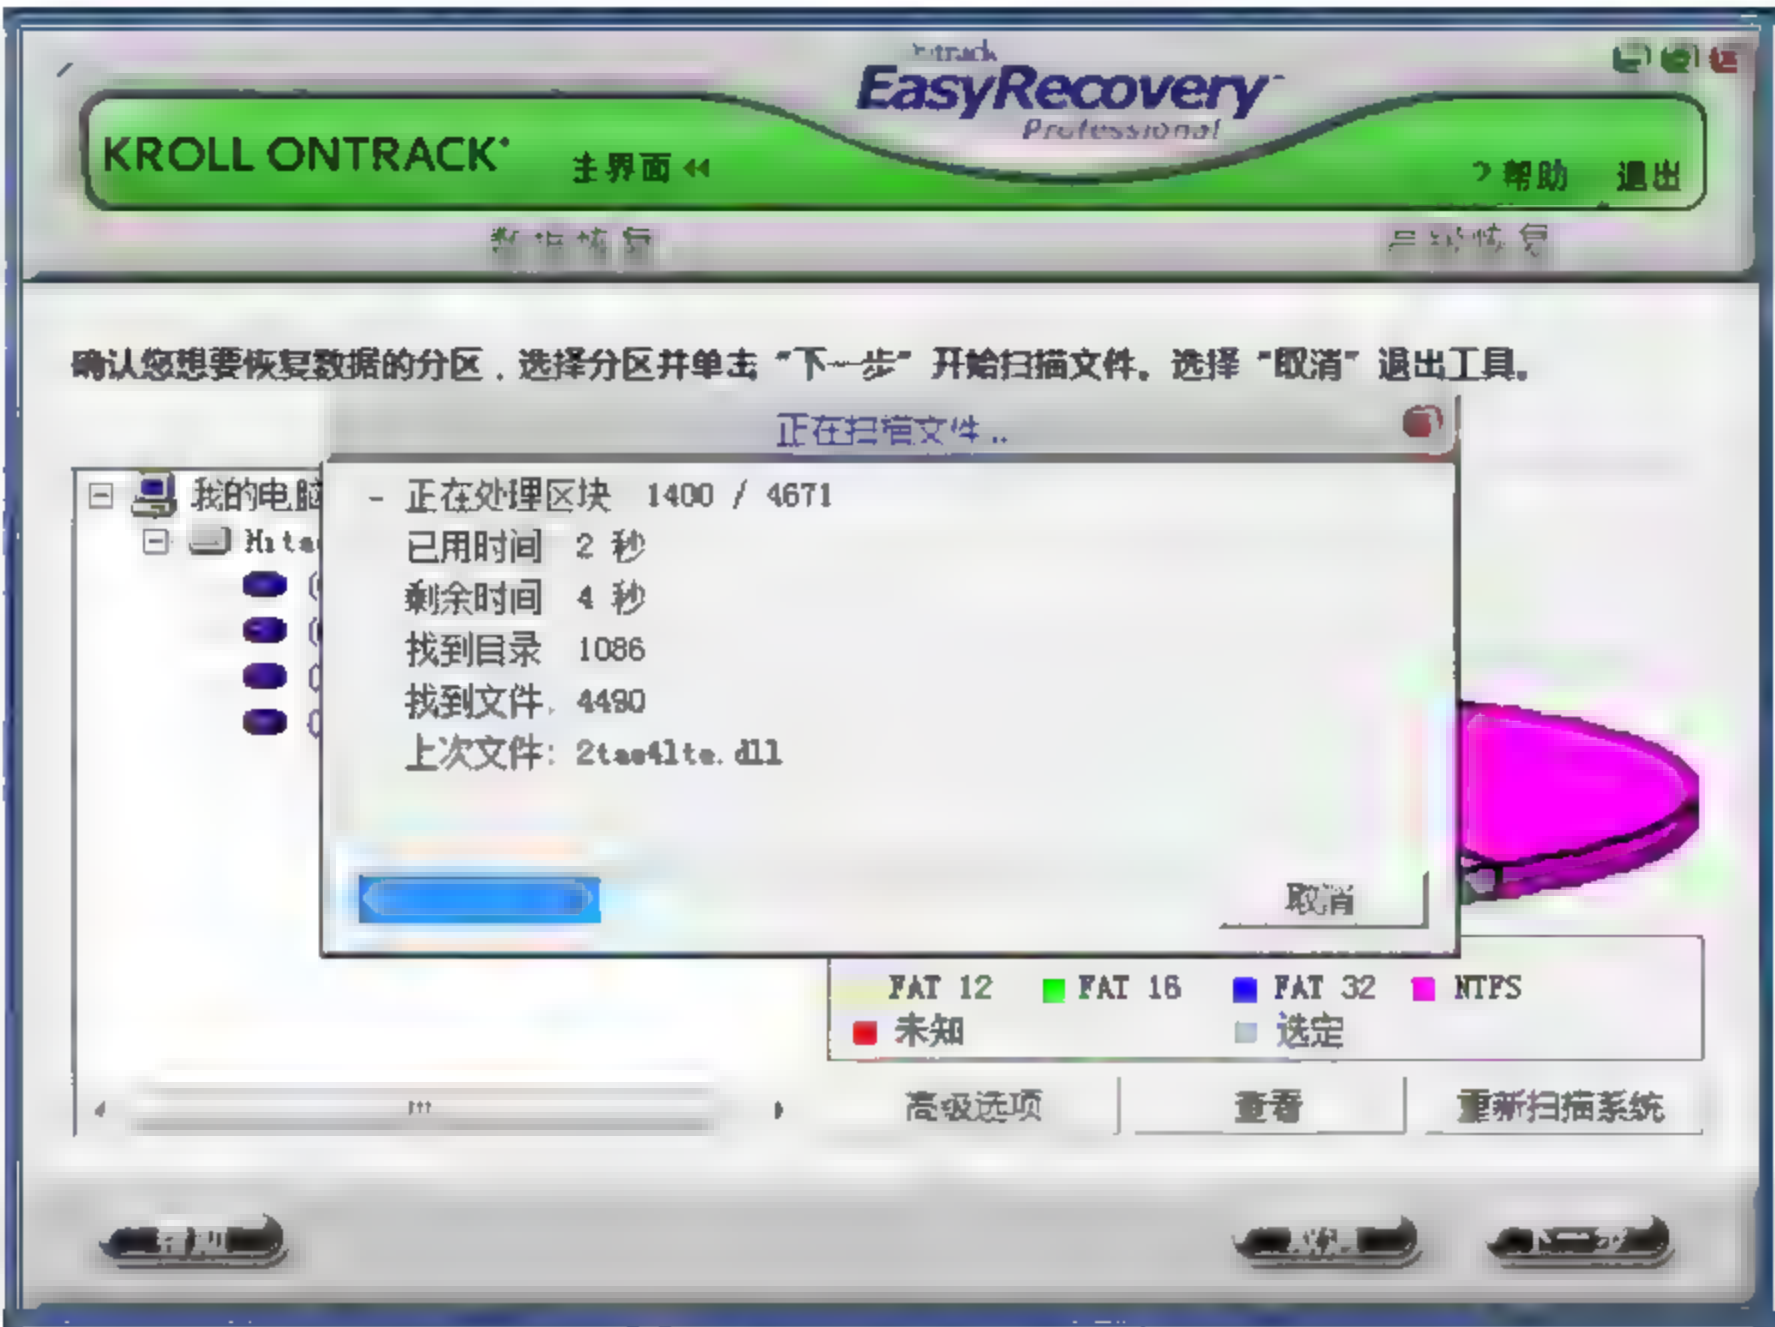 EasyRecovery
Professional
KROLL ONTRACK
主界面
? 帮助 退出
数据恢复
确认您想要恢复数据的分区，选择分区并单击 "下一步" 开始扫描文件。选择 "取消" 退出工具。
正在扫描文件..
我的电脑
- 正在处理区块 1400 / 4671
已用时间 2 秒
剩余时间 4 秒
找到目录 1086
找到文件: 4490
上次文件:
取消
FAT 12 FAT 16 FAT 32 NTFS
未知 选定
高级选项 查看 重新扫描系统